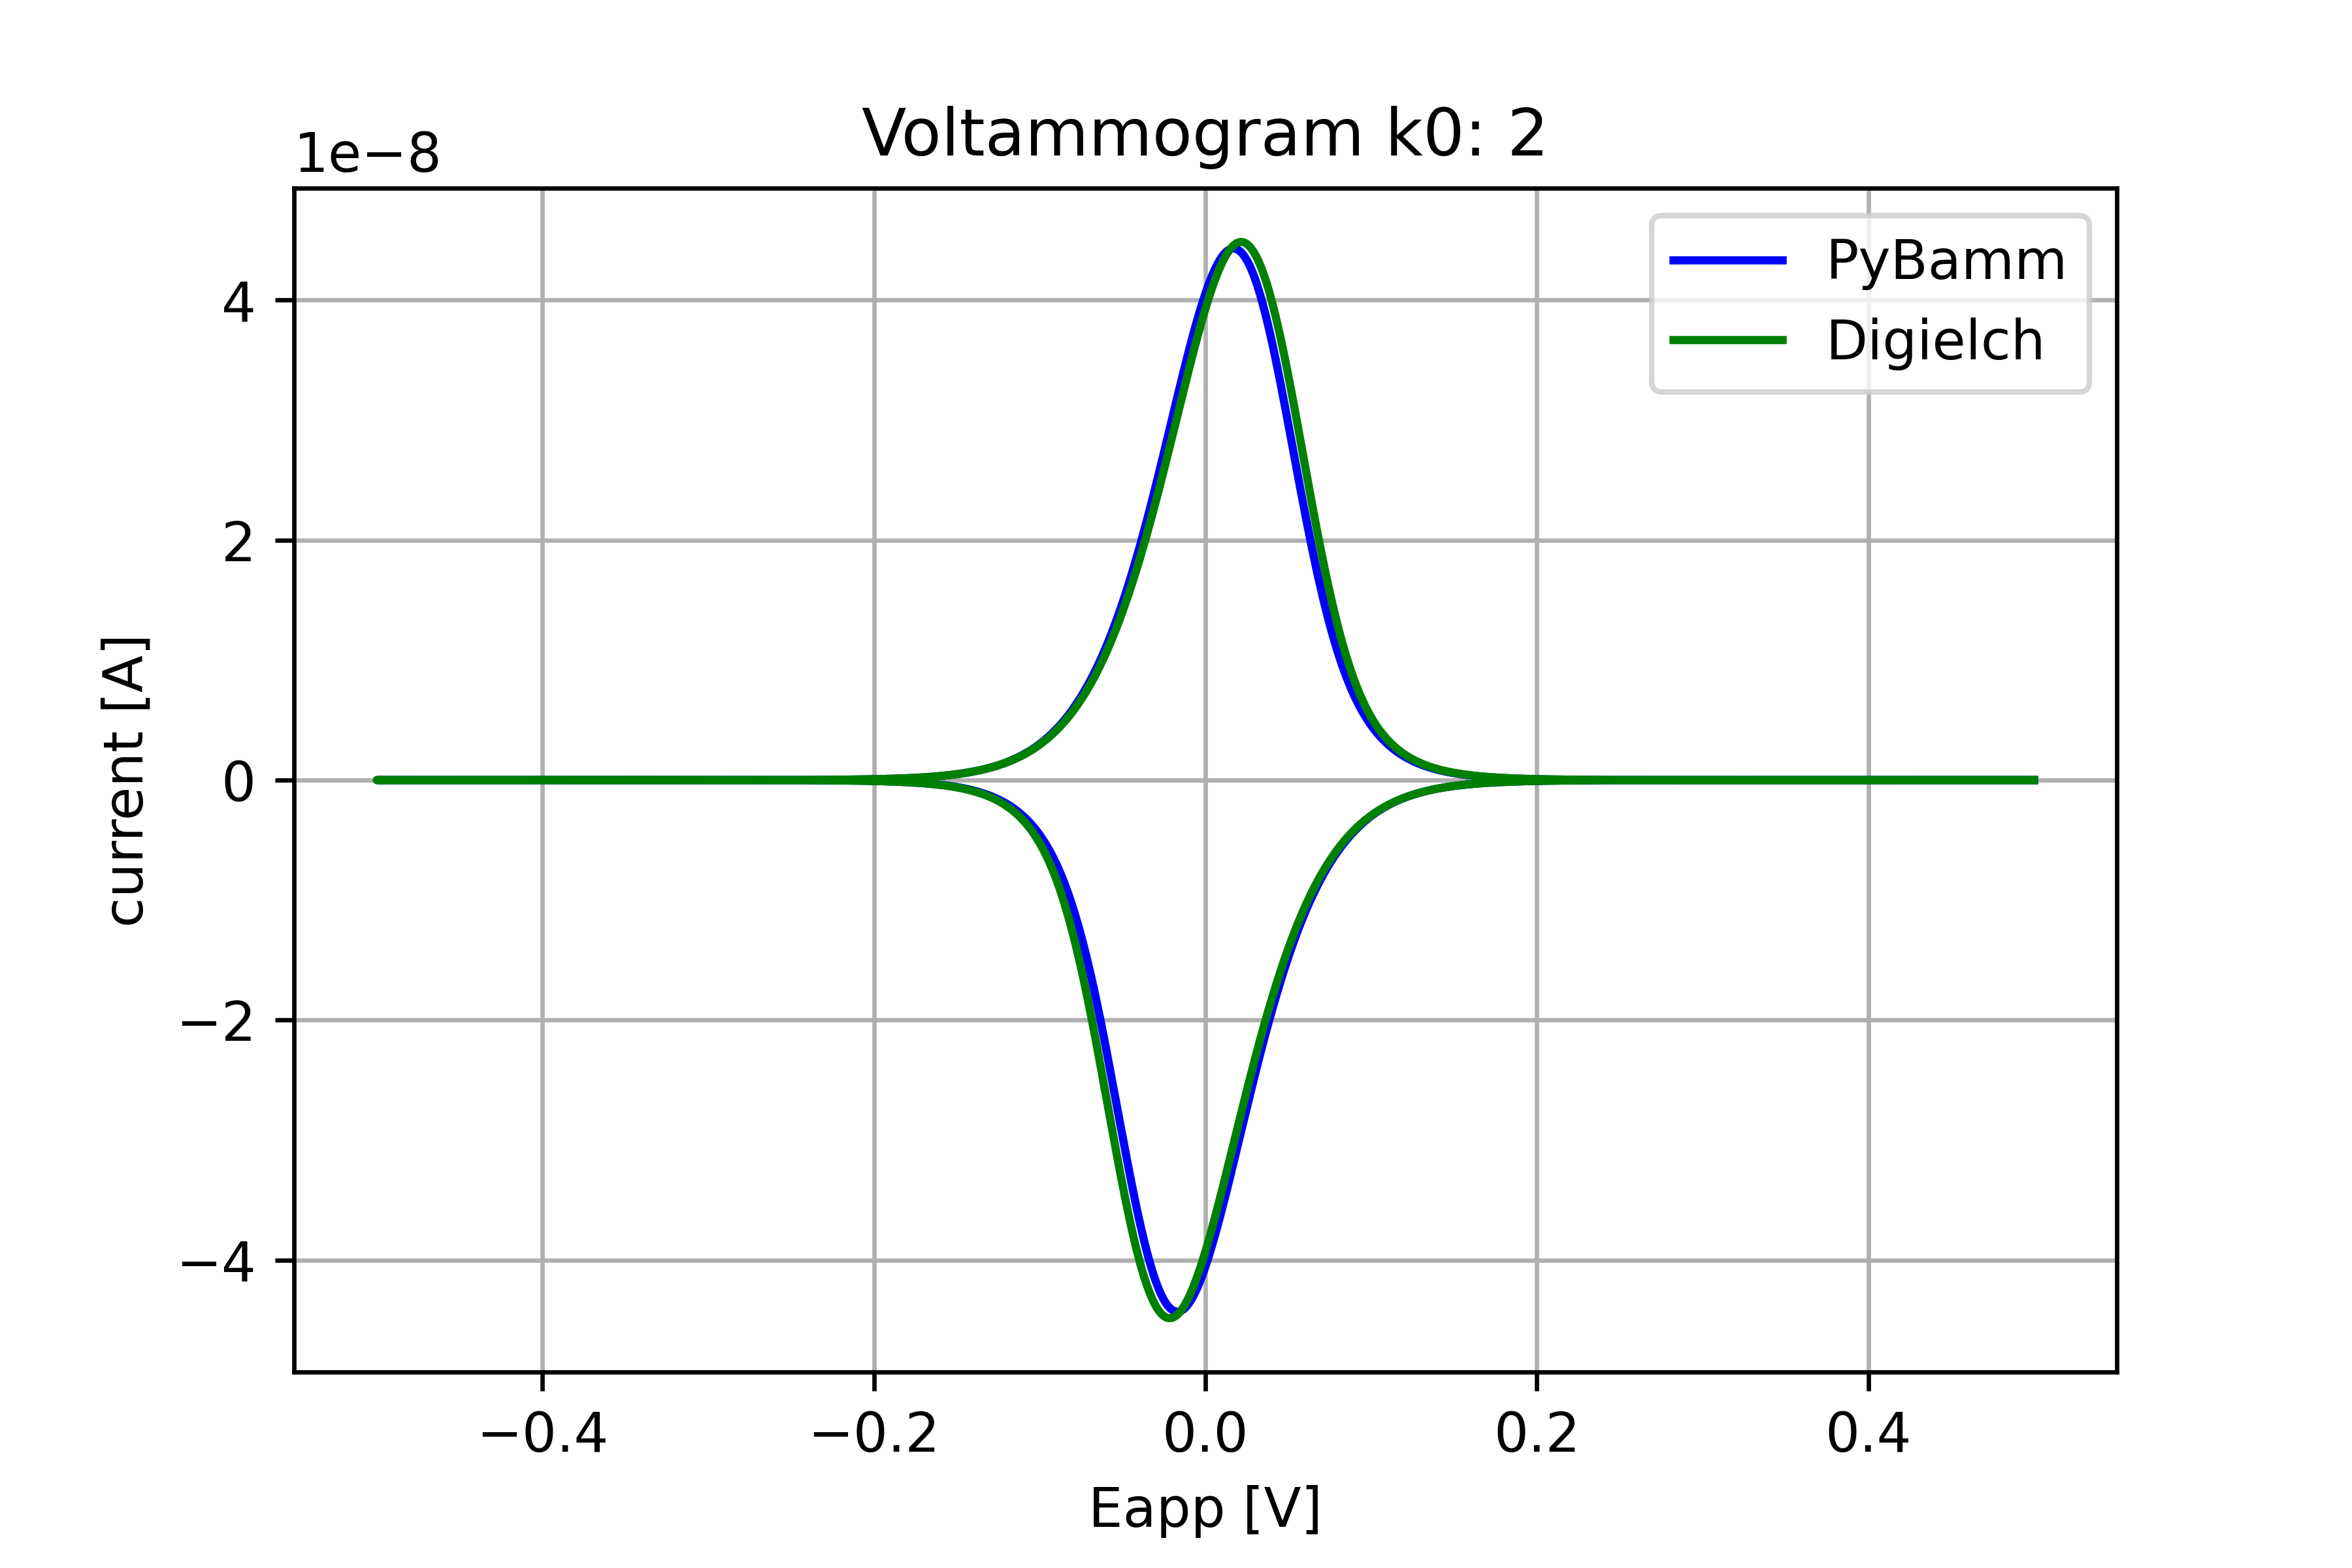 Voltammogram k0: 2
1e−8
PyBamm
Digielch
4
2
0
−2
−4
current [A]
−0.4 −0.2 0.0 0.2 0.4
Eapp [V]